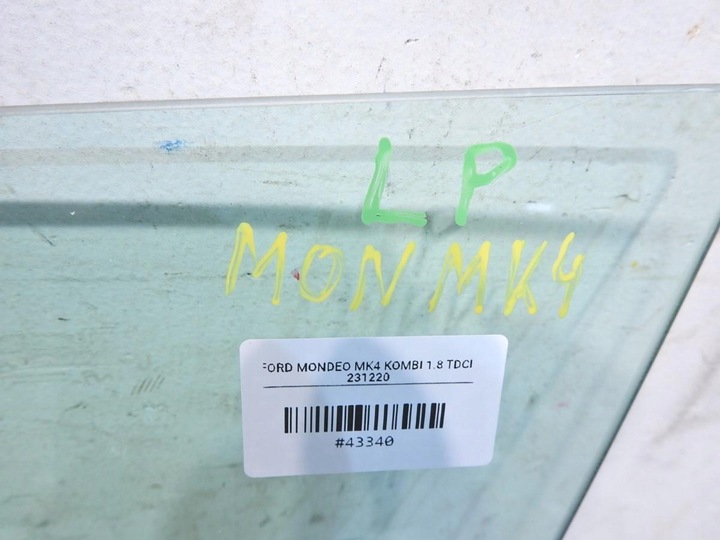 LP
MON MK4
FORD MONDEO MK4 KOMBI 1.8 TDCI
231220
#43340